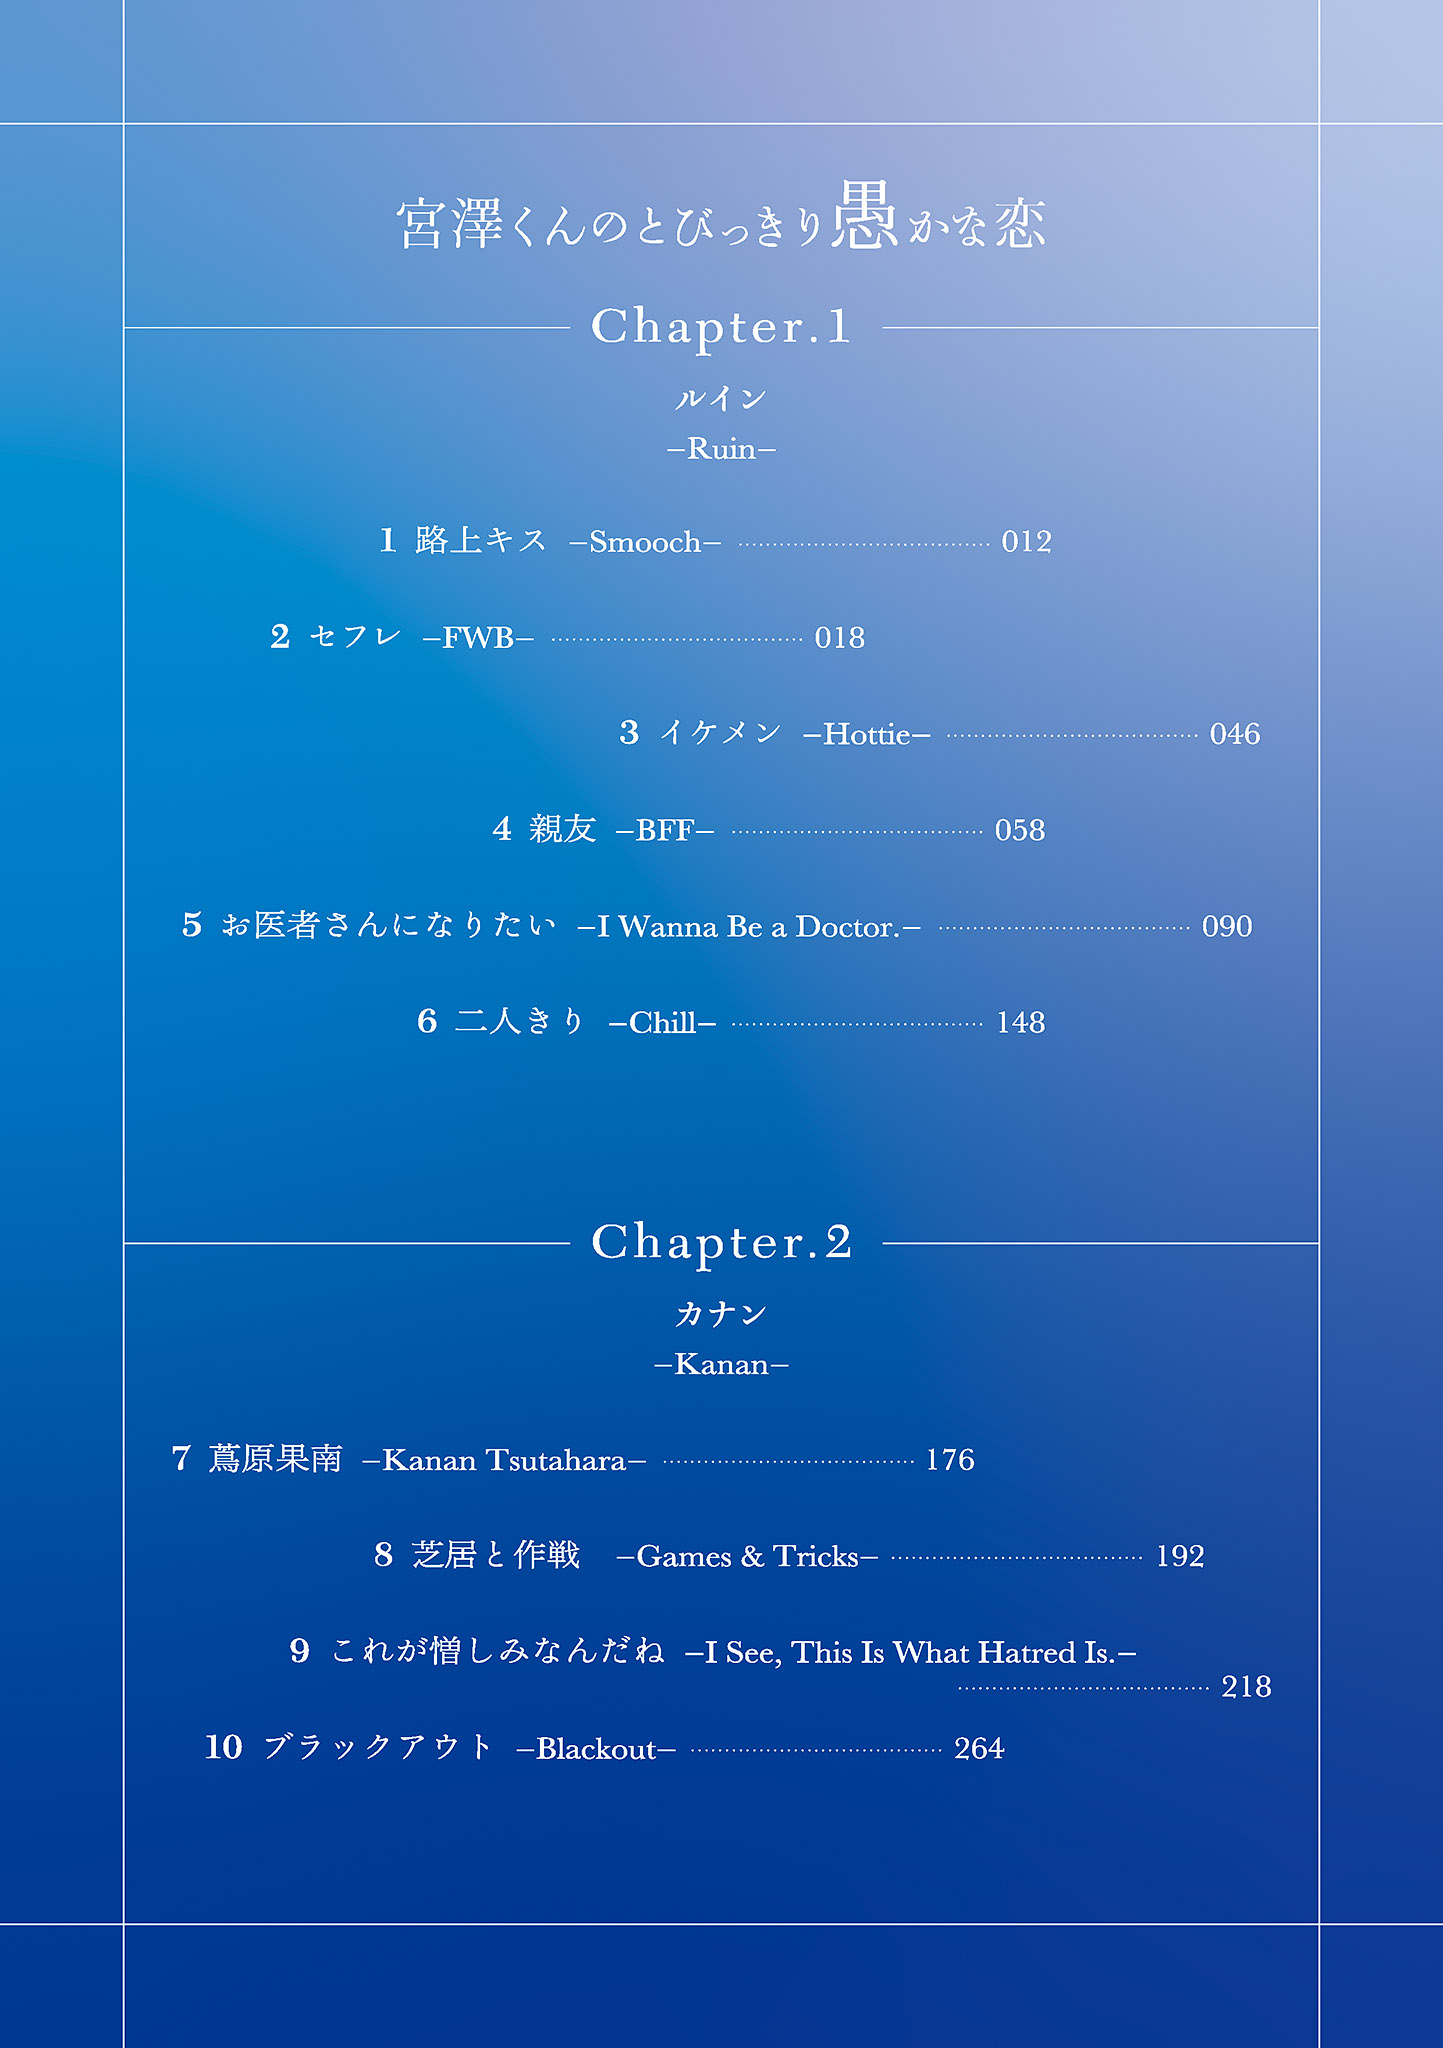 宮澤くんのとびっきり愚かな恋
Chapter.1
ルイン
–Ruin–
1 路上キス –Smooch– 012
2 セフレ –FWB– 018
3 イケメン –Hottie– 046
4 親友 –BFF– 058
5 お医者さんになりたい –I Wanna Be a Doctor.– 090
6 二人きり –Chill– 148
Chapter.2
カナン
–Kanan–
7 蔦原果南 –Kanan Tsutahara– 176
8 芝居と作戦 –Games & Tricks– 192
9 これが憎しみなんだね –I See, This Is What Hatred Is.–
218
10 ブラックアウト –Blackout– 264